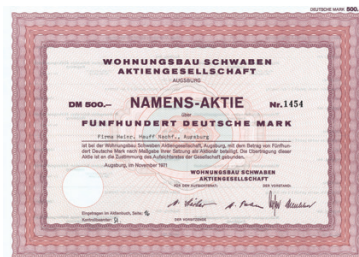 DEUTSCHE MARK 500.
WOHNUNGSBAU SCHWABEN
AKTIENGESELLSCHAFT
AUGSBURG
DM 500.— NAMENS-AKTIE Nr. 1454
über
FÜNFHUNDERT DEUTSCHE MARK
Firma Heinr. Hauff Nachf., Augsburg
ist bei der Wohnungsbau Schwaben Aktiengesellschaft, Augsburg, mit dem Betrag von Fünfhun-
dert Deutsche Mark nach Maßgabe ihrer Satzung als Aktionär beteiligt. Die Übertragung dieser
Aktie ist an die Zustimmung des Aufsichtsrates der Gesellschaft gebunden.
Augsburg, im November 1971
WOHNUNGSBAU SCHWABEN
AKTIENGESELLSCHAFT
FÜR DEN AUFSICHTSRAT: DER VORSTAND:
Eingetragen im Aktienbuch, Seite
Kontrollbeamter: